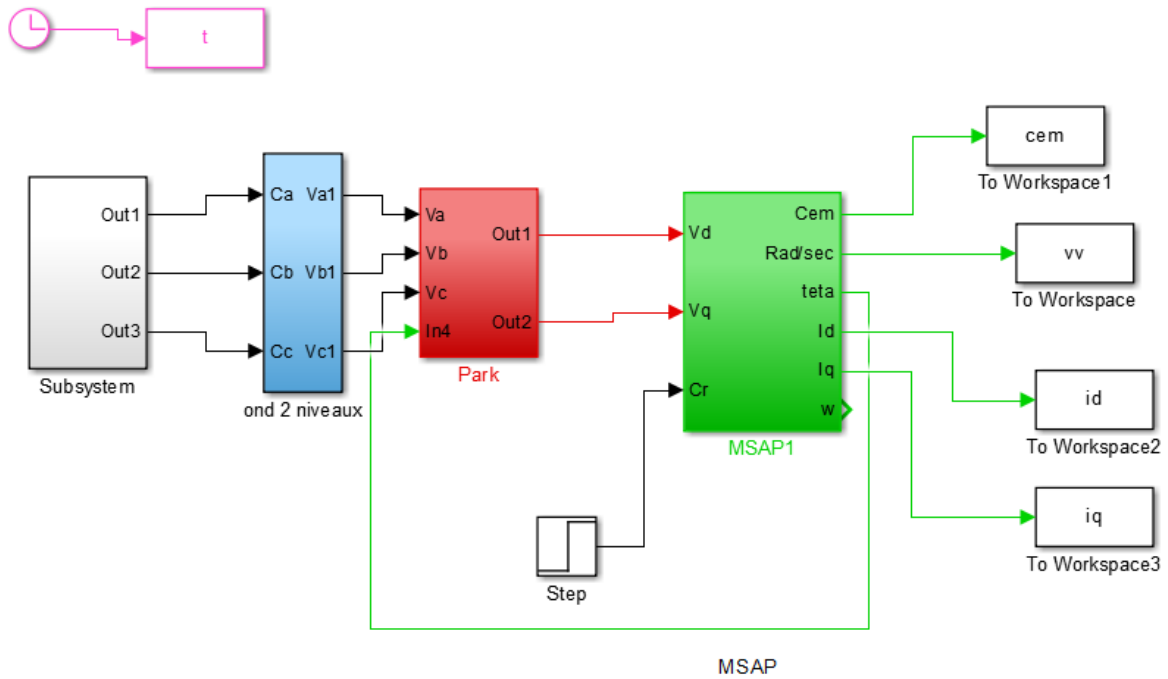 t
Out1
Out2
Out3
Subsystem
Ca Va1
Cb Vb1
Cc Vc1
ond 2 niveaux
Va
Vb
Vc
In4
Out1
Out2
Park
Vd
Vq
Cr
Cem
Rad/sec
teta
Id
Iq
w
MSAP1
Step
cem
To Workspace1
vv
To Workspace
id
To Workspace2
iq
To Workspace3
MSAP